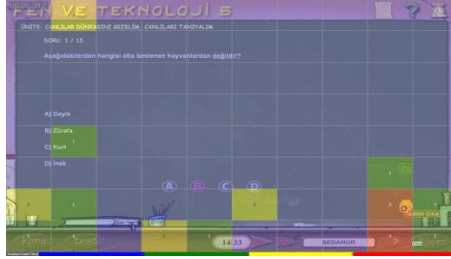 FEN VE TEKNOLOJİ 5
ÜNİTE: CANLILAR DÜNYASINI GEZELİM, CANLILARI TANIYALIM
SORU: 1 / 15
Aşağıdakilerden hangisi otla beslenen hayvanlardan değildir?
A) Geyik
B) Zürafa
C) Kurt
D) İnek
A B C D
14:33
SEDANUR